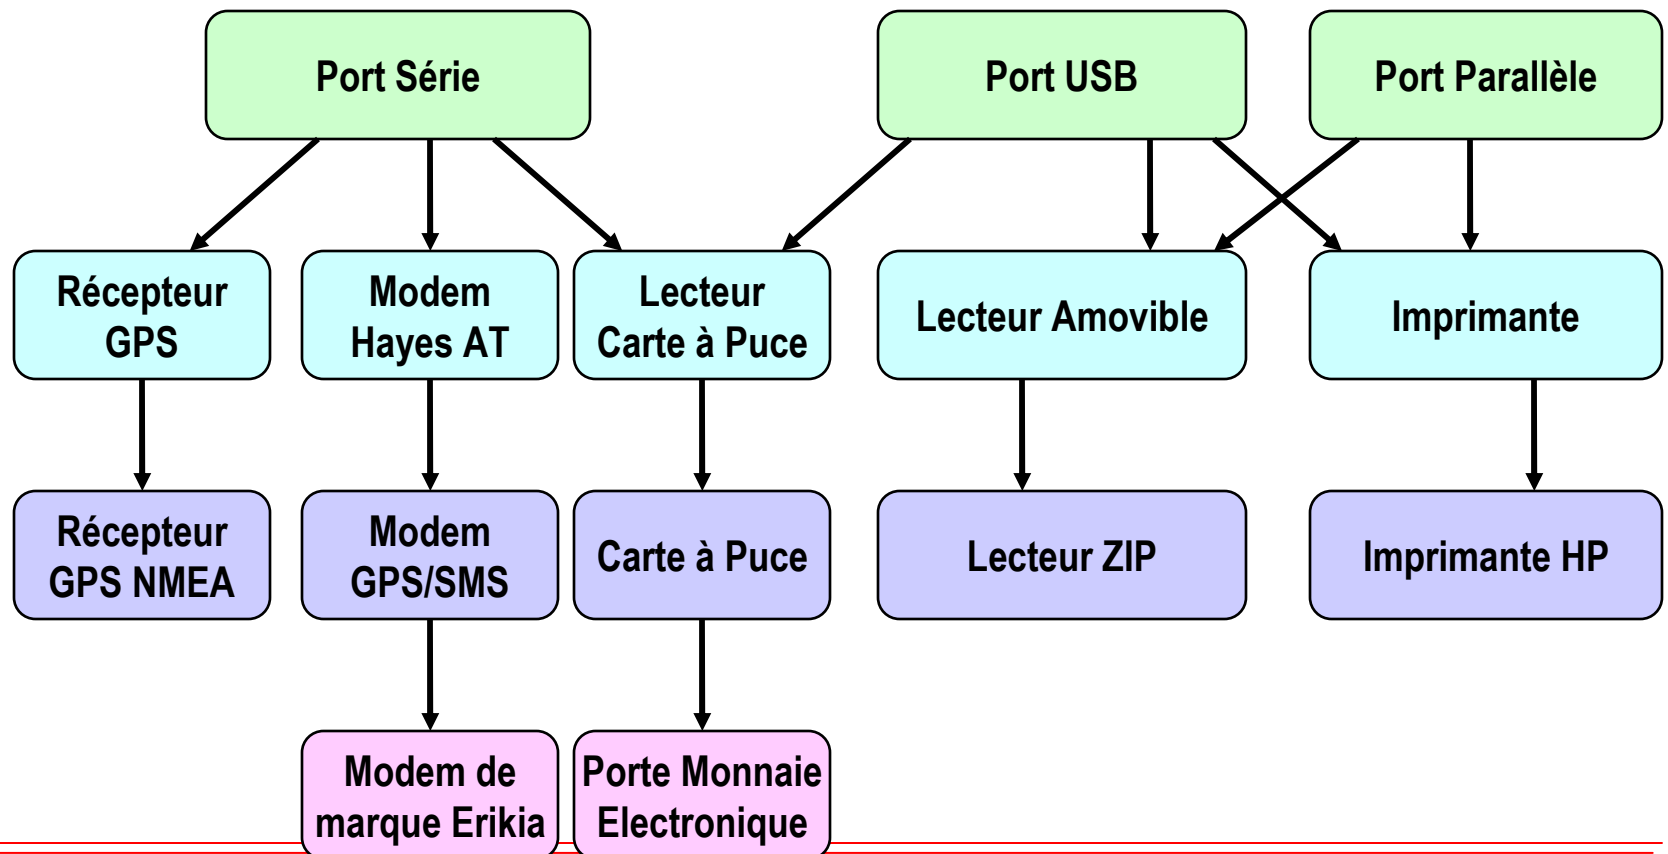 Port Série
Port USB
Port Parallèle
Récepteur
GPS
Modem
Hayes AT
Lecteur
Carte à Puce
Lecteur Amovible
Imprimante
Récepteur
GPS NMEA
Modem
GPS/SMS
Carte à Puce
Lecteur ZIP
Imprimante HP
Modem de
marque Erikia
Porte Monnaie
Electronique